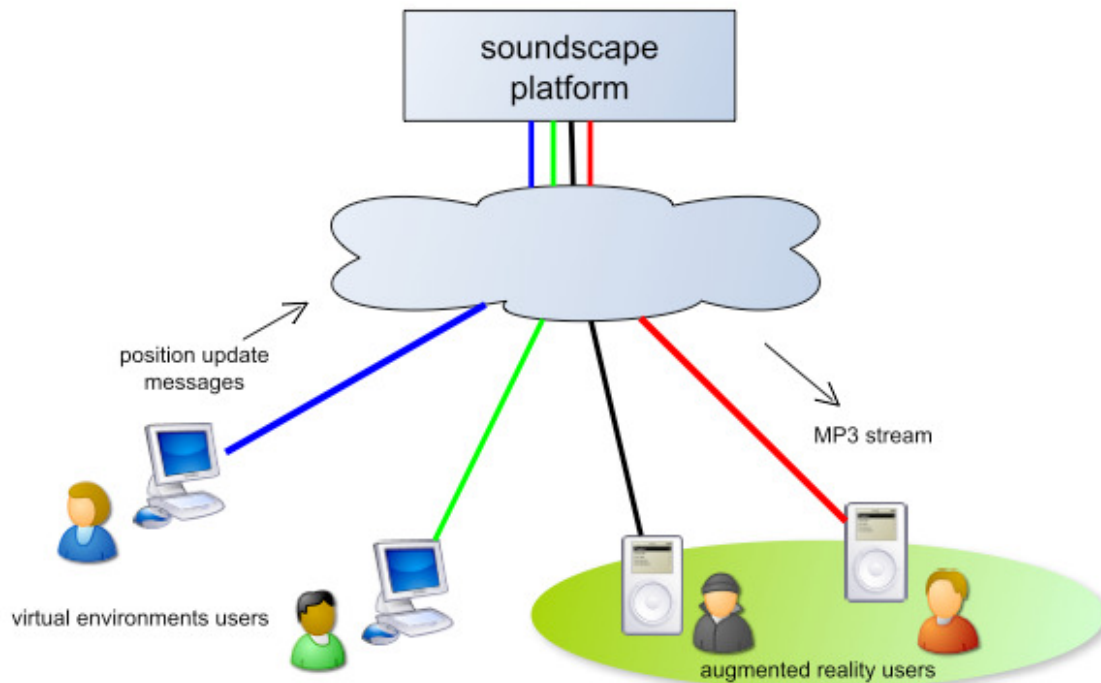 soundscape
platform
position update
messages
MP3 stream
virtual environments users
augmented reality users